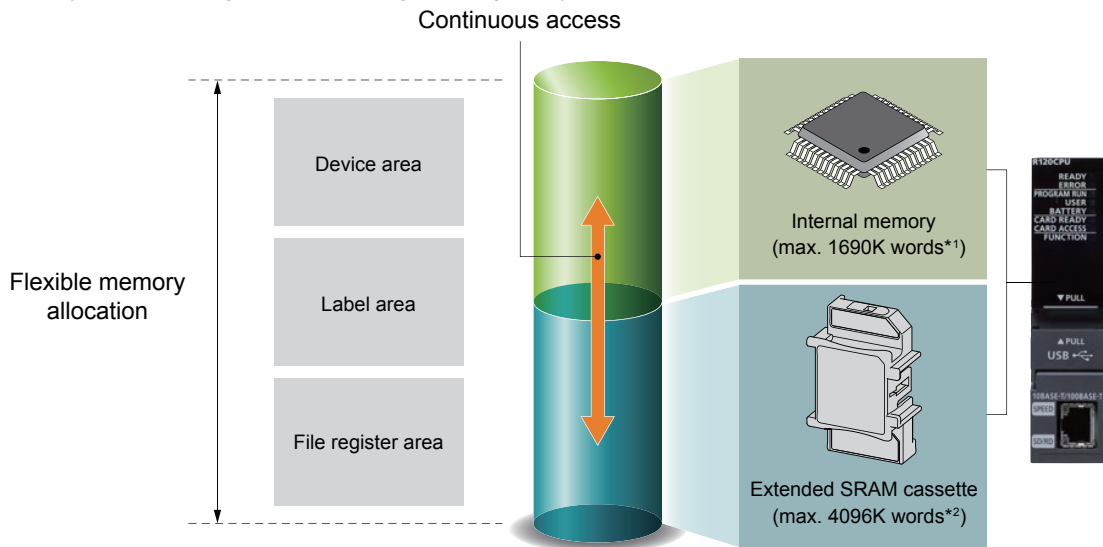 Continuous access
Device area
Label area
File register area
Flexible memory
allocation
Internal memory
(max. 1690K words*1)
Extended SRAM cassette
(max. 4096K words*2)
R120CPU
READY
ERROR
PROGRAM RUN
USER
BATTERY
CARD READY
CARD ACCESS
FUNCTION
▼PULL
▲PULL
USB
10BASE-T/100BASE-T
SPEED
SD/RD